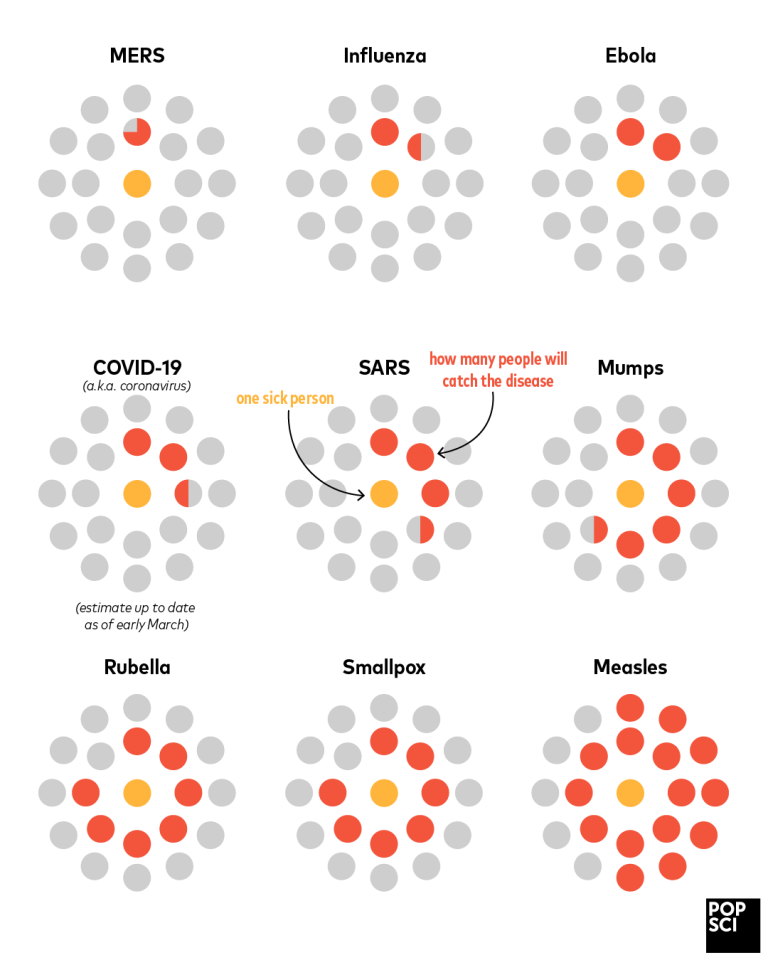 MERS
Influenza
Ebola
COVID-19
(a.k.a. coronavirus)
SARS
how many people will
catch the disease
Mumps
one sick person
(estimate up to date
as of early March)
Rubella
Smallpox
Measles
POP
SCI